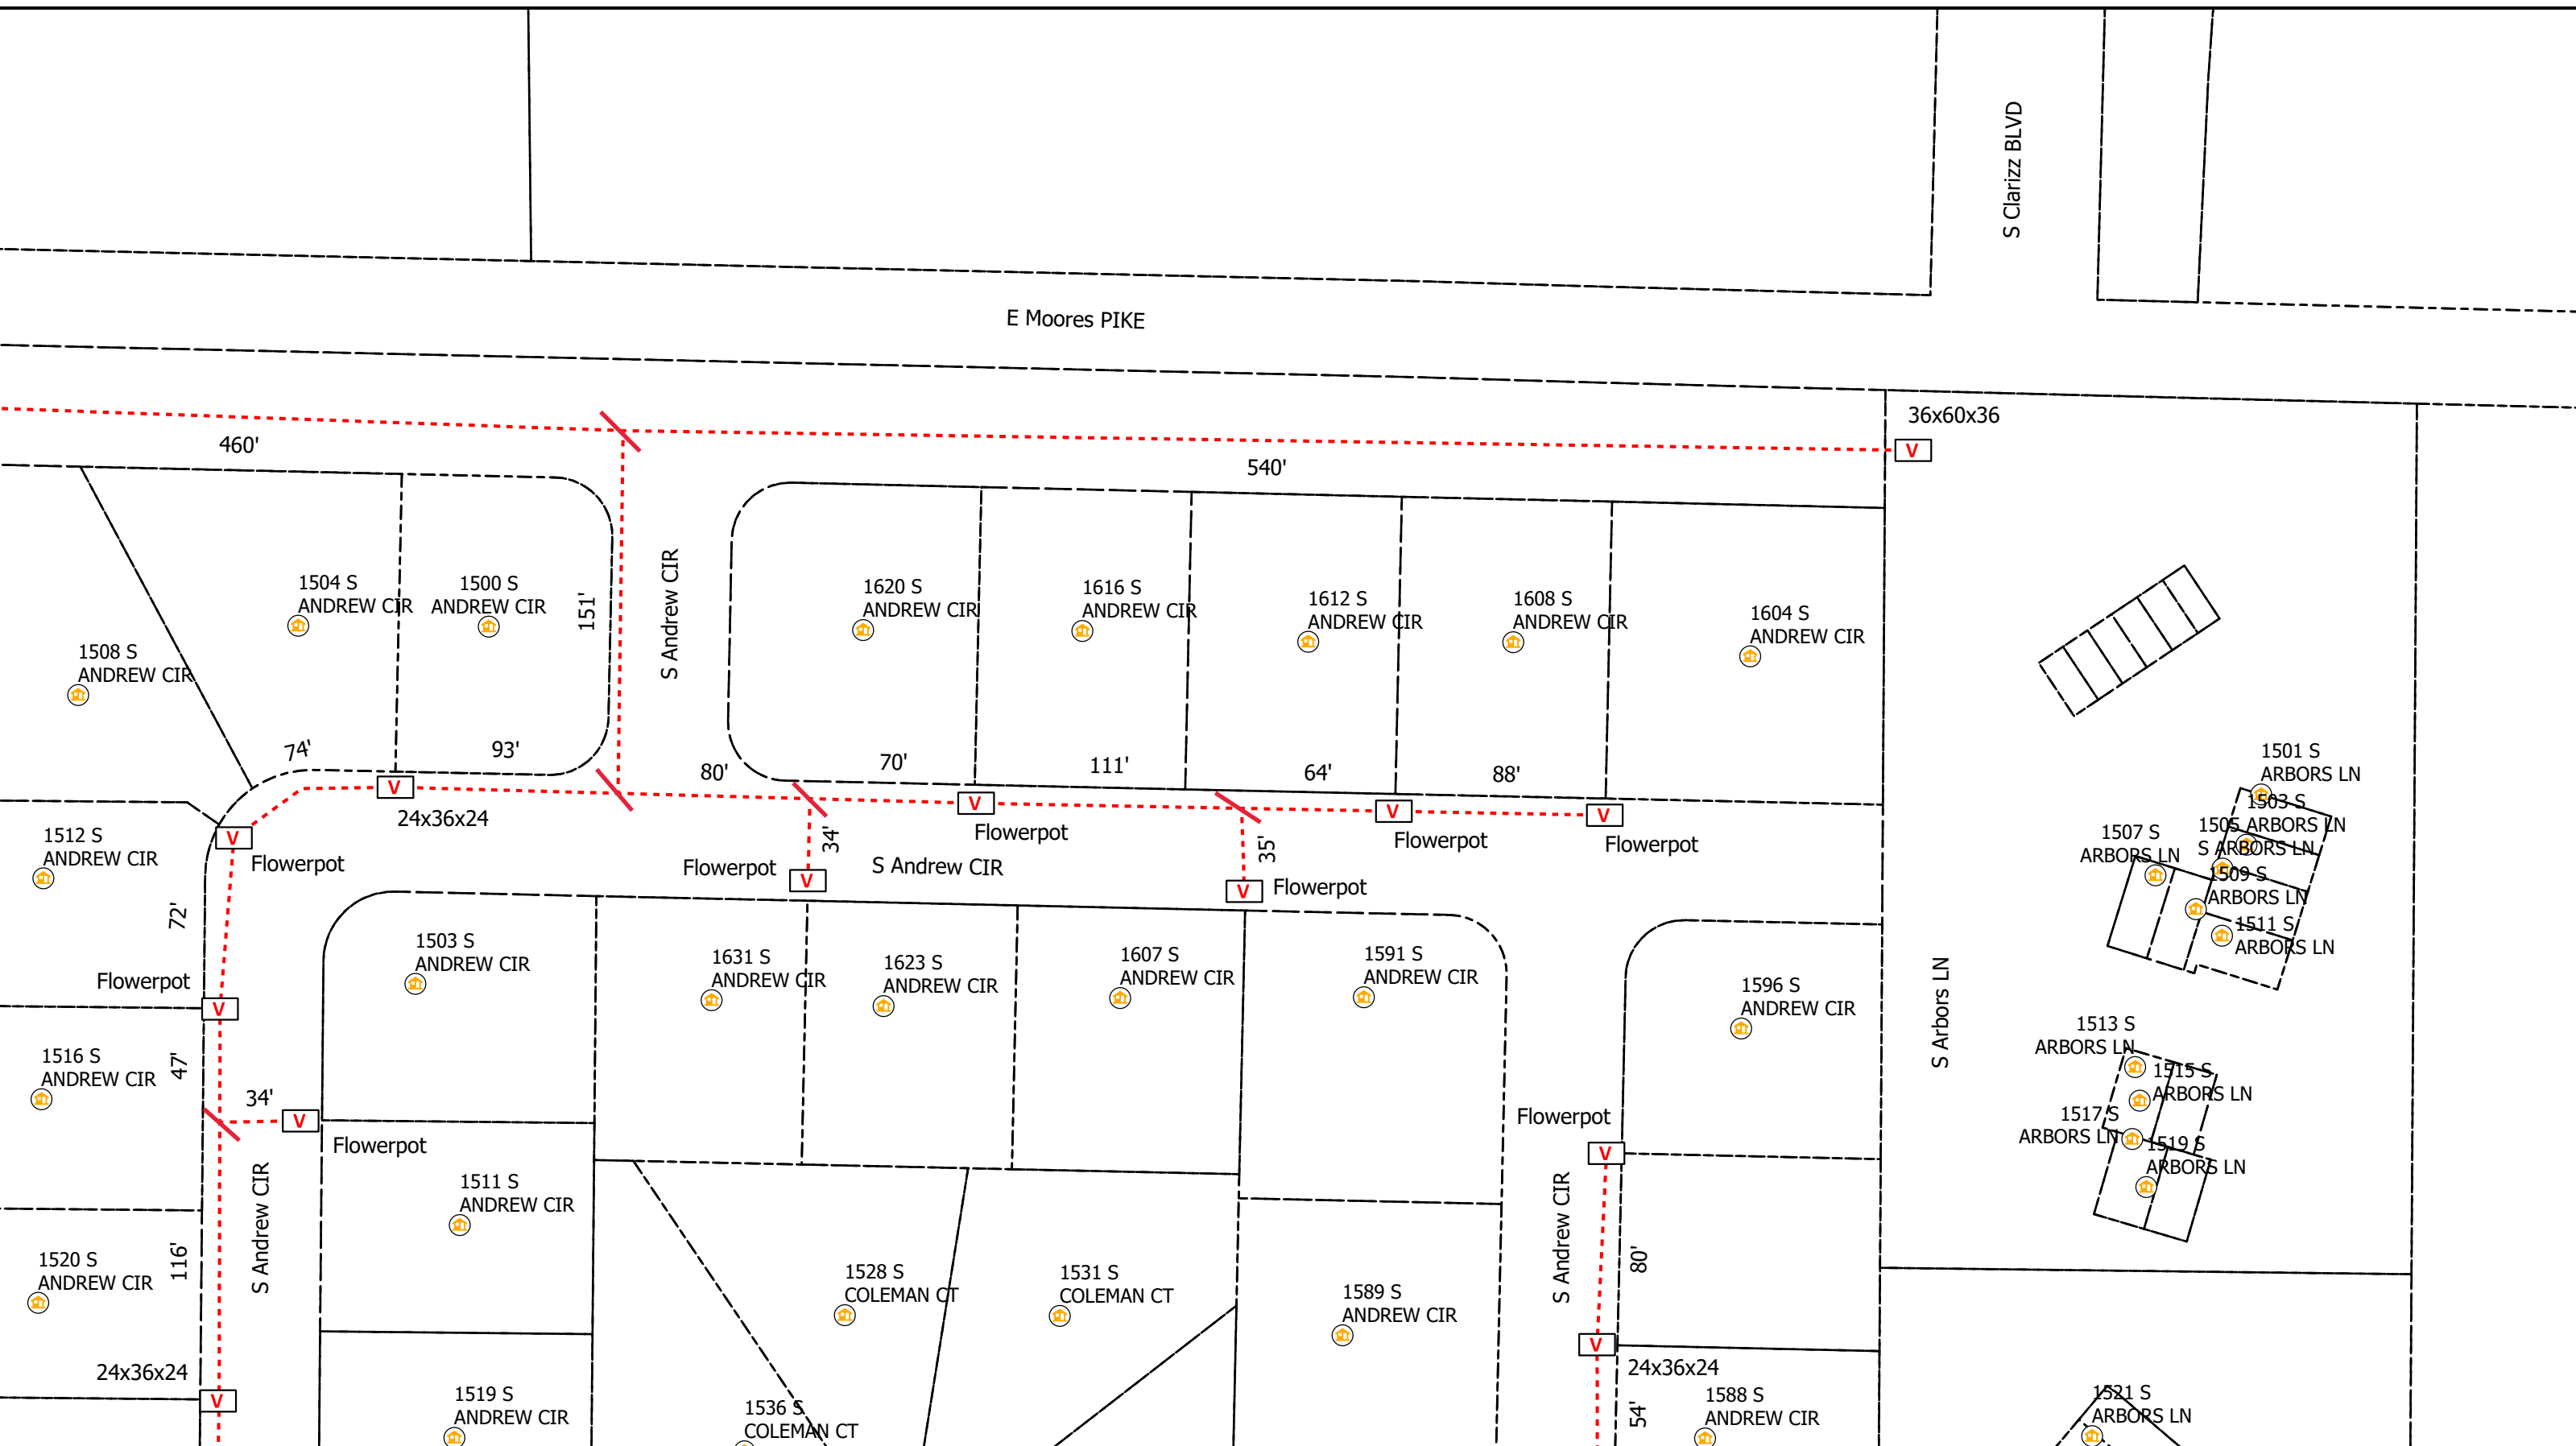 S Clarizz BLVD
E Moores PIKE
36x60x36
V
460'
540'
1504 S
ANDREW CIR
1500 S
ANDREW CIR
151'
S Andrew CIR
1620 S
ANDREW CIR
1616 S
ANDREW CIR
1612 S
ANDREW CIR
1608 S
ANDREW CIR
1604 S
ANDREW CIR
1508 S
ANDREW CIR
74'
93'
80'
70'
111'
64'
88'
V
24x36x24
V
Flowerpot
V
Flowerpot
V
Flowerpot
V
Flowerpot
34'
Flowerpot
V
S Andrew CIR
35'
V
Flowerpot
1501 S
ARBORS LN
1503 S
ARBORS LN
1505
S ARBORS LN
1507 S
ARBORS LN
1509 S
ARBORS LN
1511 S
ARBORS LN
1512 S
ANDREW CIR
72'
1503 S
ANDREW CIR
1631 S
ANDREW CIR
1623 S
ANDREW CIR
1607 S
ANDREW CIR
1591 S
ANDREW CIR
1596 S
ANDREW CIR
S Arbors LN
Flowerpot
V
1516 S
ANDREW CIR
47'
34'
V
Flowerpot
1513 S
ARBORS LN
1515 S
ARBORS LN
1517 S
ARBORS LN
1519 S
ARBORS LN
Flowerpot
V
S Andrew CIR
1511 S
ANDREW CIR
S Andrew CIR
80'
1520 S
ANDREW CIR
116'
1528 S
COLEMAN CT
1531 S
COLEMAN CT
1589 S
ANDREW CIR
V
24x36x24
24x36x24
V
1519 S
ANDREW CIR
1536 S
COLEMAN CT
54'
1588 S
ANDREW CIR
1521 S
ARBORS LN